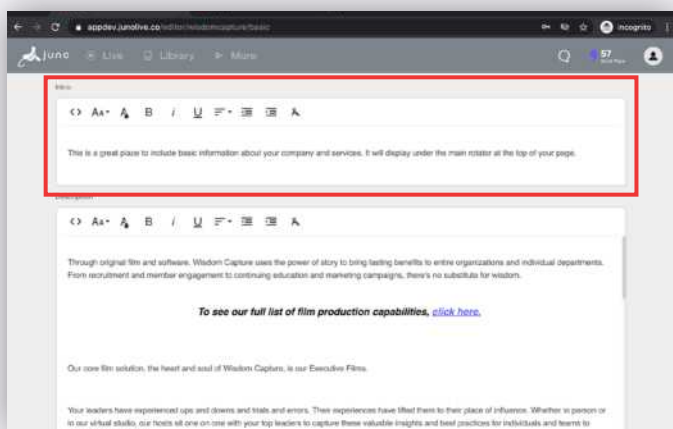 appdev.junolive.co/editor/wisdomcapture/basic
Incognito
juno Live Library More 57
Intro
<> AA B i U
This is a great place to include basic information about your company and services. It will display under the main rotator at the top of your page.
Description
<> AA B i U
Through original film and software, Wisdom Capture uses the power of story to bring lasting benefits to entire organizations and individual departments.
From recruitment and member engagement to continuing education and marketing campaigns, there's no substitute for wisdom.
To see our full list of film production capabilities, click here.
Our core film solution, the heart and soul of Wisdom Capture, is our Executive Films.
Your leaders have experienced ups and downs and trials and errors. Their experiences have lifted them to their place of influence. Whether in person or
in our virtual studio, our hosts sit one on one with your top leaders to capture these valuable insights and best practices for individuals and teams to